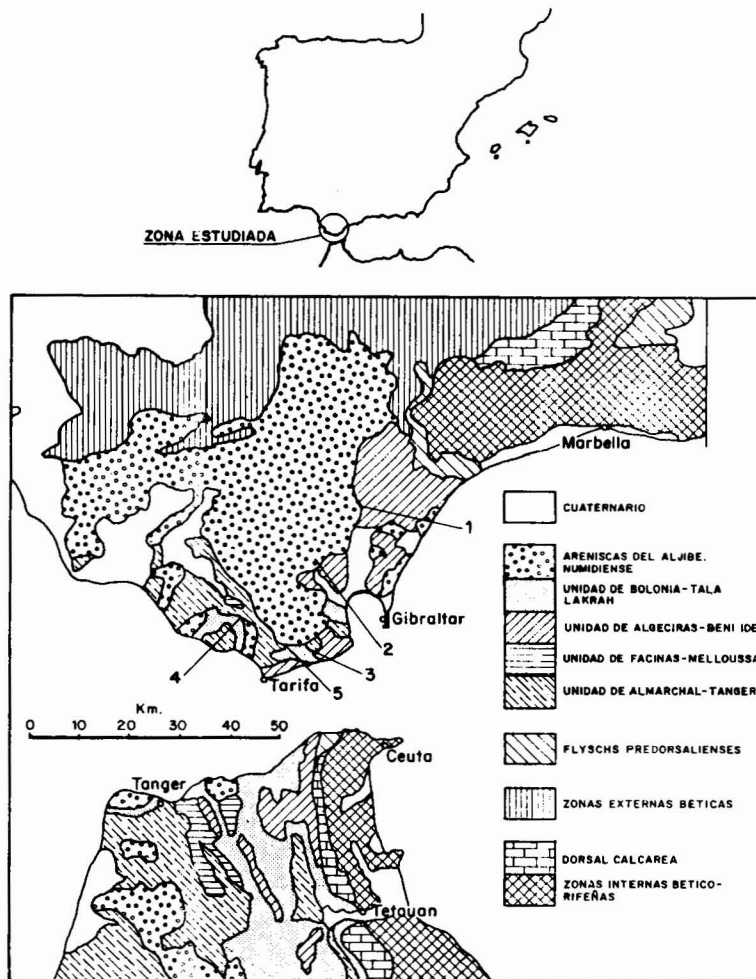 ZONA ESTUDIADA
Marbella
1
CUATERNARIO
ARENISCAS DEL ALJIBE.
NUMIDIENSE
UNIDAD DE BOLONIA-TALA
LAKRAH
UNIDAD DE ALGECIRAS-BENI IDE
UNIDAD DE FACINAS-MELLOUSSA
UNIDAD DE ALMARCHAL-TANGER
FLYSCHS PREDORSALIENSES
ZONAS EXTERNAS BETICAS
DORSAL CALCAREA
ZONAS INTERNAS BETICO-
RIFEÑAS
Gibraltar
2
3
4
5
Tarifa
Km.
0 10 20 30 40 50
Ceuta
Tanger
Tetouan